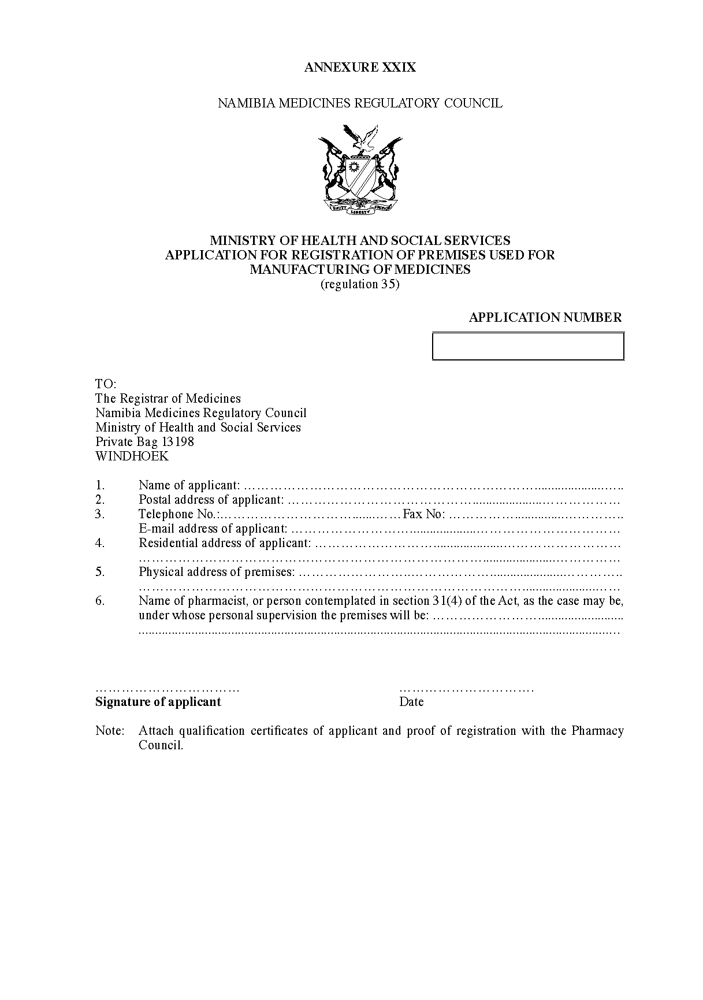 ANNEXURE XXIX
NAMIBIA MEDICINES REGULATORY COUNCIL
UNITY LIBERTY JUSTICE
MINISTRY OF HEALTH AND SOCIAL SERVICES
APPLICATION FOR REGISTRATION OF PREMISES USED FOR
MANUFACTURING OF MEDICINES
(regulation 35)
APPLICATION NUMBER
TO:
The Registrar of Medicines
Namibia Medicines Regulatory Council
Ministry of Health and Social Services
Private Bag 13198
WINDHOEK
1. Name of applicant: ……………………………………………………………......................…..
2. Postal address of applicant: ……………………………………....................………………
3. Telephone No.:…………………………......……Fax No: ……………...............…………..
E-mail address of applicant: ………………………....................……………………………
4. Residential address of applicant: ………………………....................………………………
……………………………………………………………………......................……………
5. Physical address of premises: ……………………..………………......................…………..
……………………………………………………………………………......................……
6. Name of pharmacist, or person contemplated in section 31(4) of the Act, as the case may be,
under whose personal supervision the premises will be: ……………………..........................
..............................................................................................................................................…
…………………………… ………………………….
Signature of applicant Date
Note: Attach qualification certificates of applicant and proof of registration with the Pharmacy
Council.